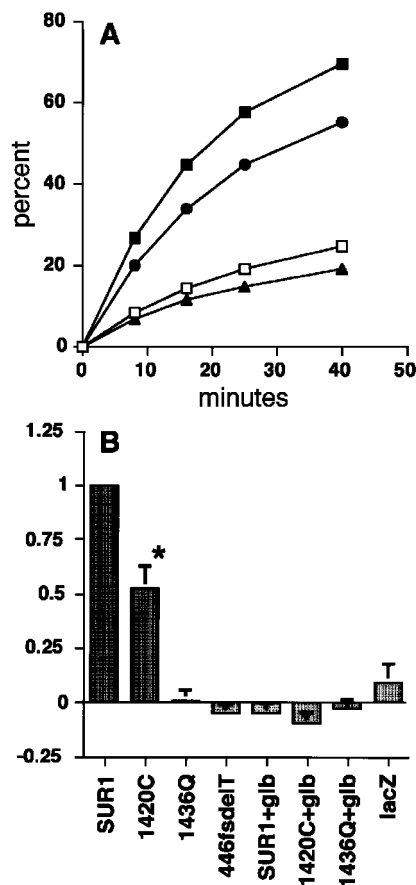 A
80
60
40
20
0
percent
0 10 20 30 40 50
minutes
B
1.25
1
0.75
0.5
0.25
0
-0.25
*
SUR1
1420C
1436Q
446fsdelT
SUR1+glb
1420C+glb
1436Q+glb
lacZ